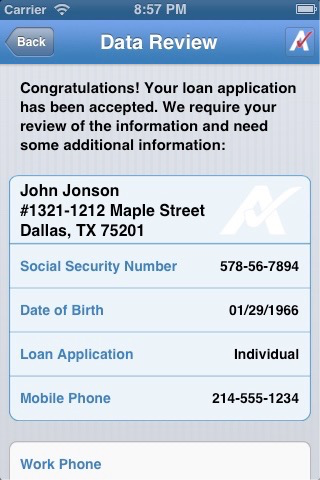 Carrier 8:57 PM
Back Data Review
Congratulations! Your loan application
has been accepted. We require your
review of the information and need
some additional information:
John Jonson
#1321-1212 Maple Street
Dallas, TX 75201
Social Security Number 578-56-7894
Date of Birth 01/29/1966
Loan Application Individual
Mobile Phone 214-555-1234
Work Phone